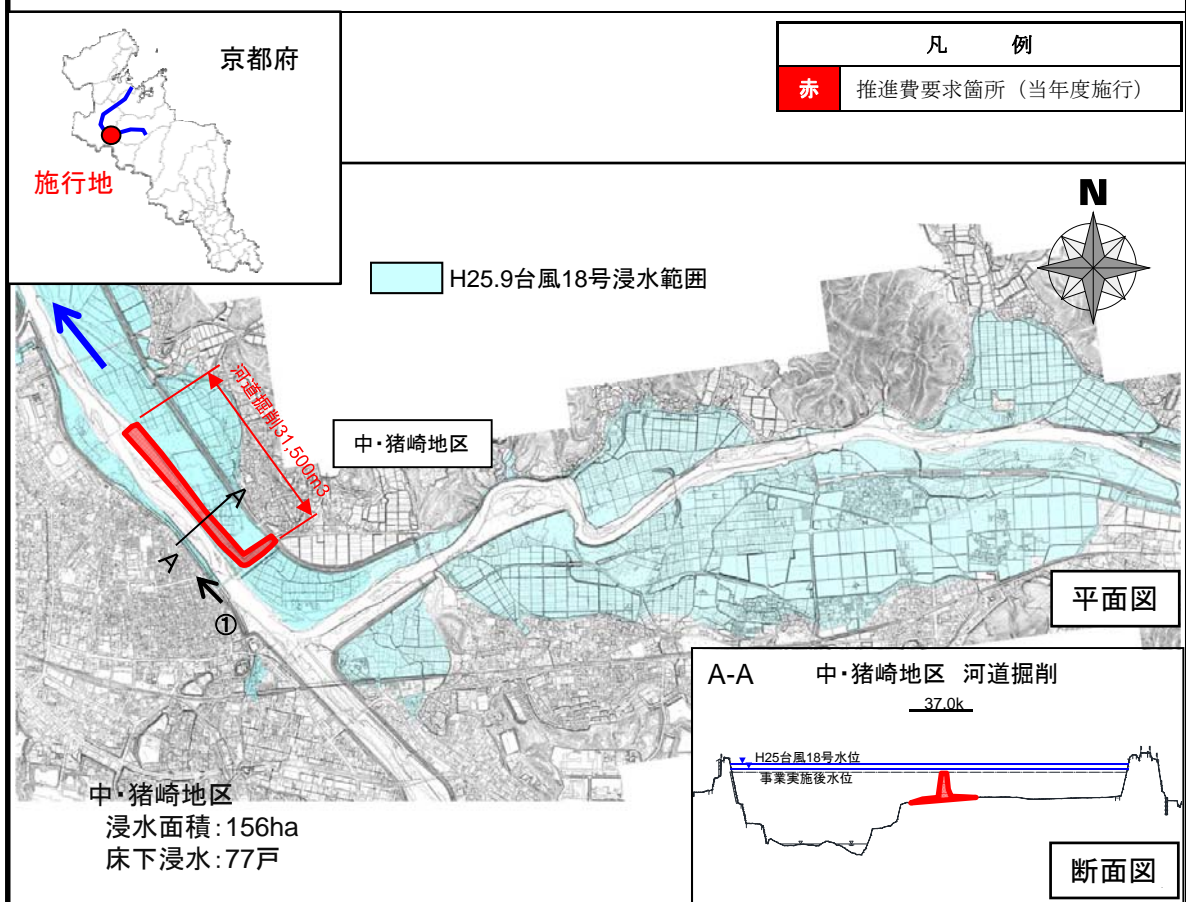 京都府
施行地
凡 例
赤 推進費要求箇所（当年度施行）
N
H25.9台風18号浸水範囲
河道掘削31,500m3
中・猪崎地区
A
A
①
平面図
中・猪崎地区
浸水面積：156ha
床下浸水：77戸
A-A 中・猪崎地区 河道掘削
37.0k
H25台風18号水位
事業実施後水位
断面図